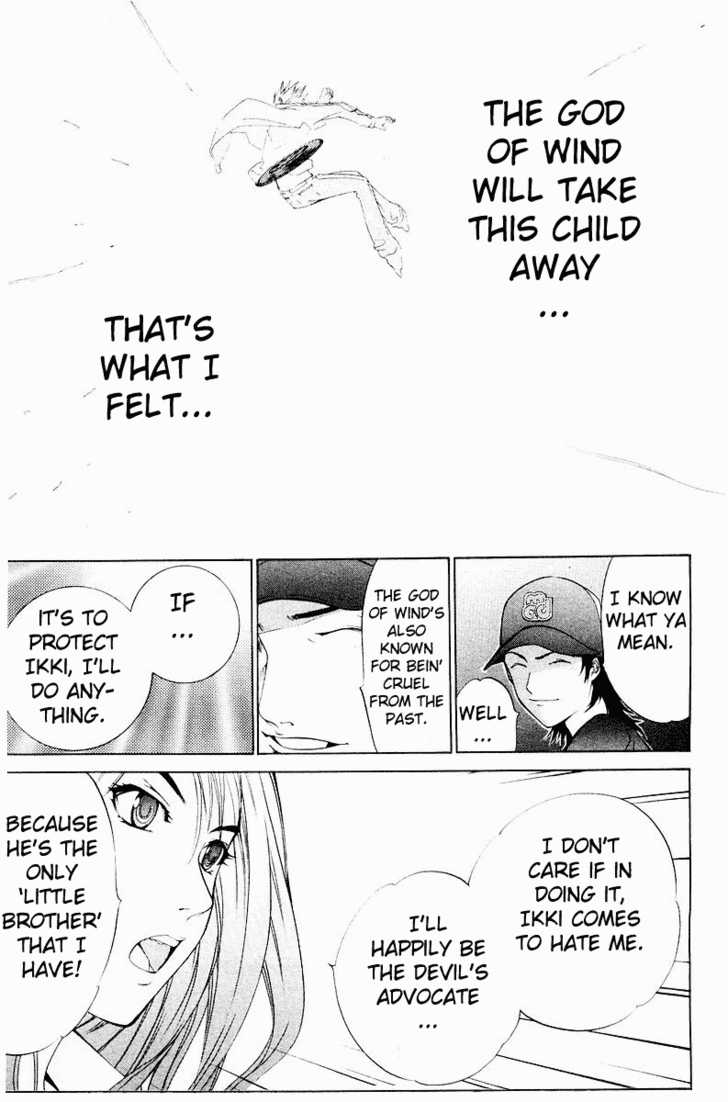 THE GOD
OF WIND
WILL TAKE
THIS CHILD
AWAY
...
THAT'S
WHAT I
FELT...
I KNOW
WHAT YA
MEAN.
WELL
...
THE GOD
OF WIND'S
ALSO
KNOWN
FOR BEIN'
CRUEL
FROM THE
PAST.
IF
...
IT'S TO
PROTECT
IKKI, I'LL
DO ANY-
THING.
I DON'T
CARE IF IN
DOING IT,
IKKI COMES
TO HATE ME.
I'LL
HAPPILY BE
THE DEVIL'S
ADVOCATE
...
BECAUSE
HE'S THE
ONLY
'LITTLE
BROTHER'
THAT I
HAVE!